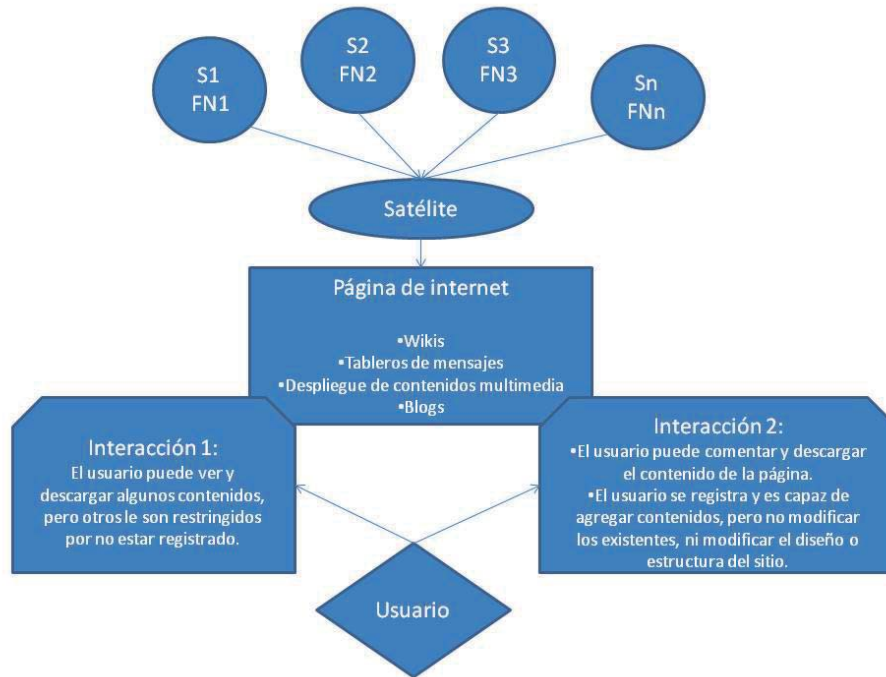 S1
FN1
S2
FN2
S3
FN3
Sn
FNn
Satélite
Página de internet
•Wikis
•Tableros de mensajes
•Despliegue de contenidos multimedia
•Blogs
Interacción 1:
El usuario puede ver y
descargar algunos contenidos,
pero otros le son restringidos
por no estar registrado.
Interacción 2:
•El usuario puede comentar y descargar
el contenido de la página.
•El usuario se registra y es capaz de
agregar contenidos, pero no modificar
los existentes, ni modificar el diseño o
estructura del sitio.
Usuario